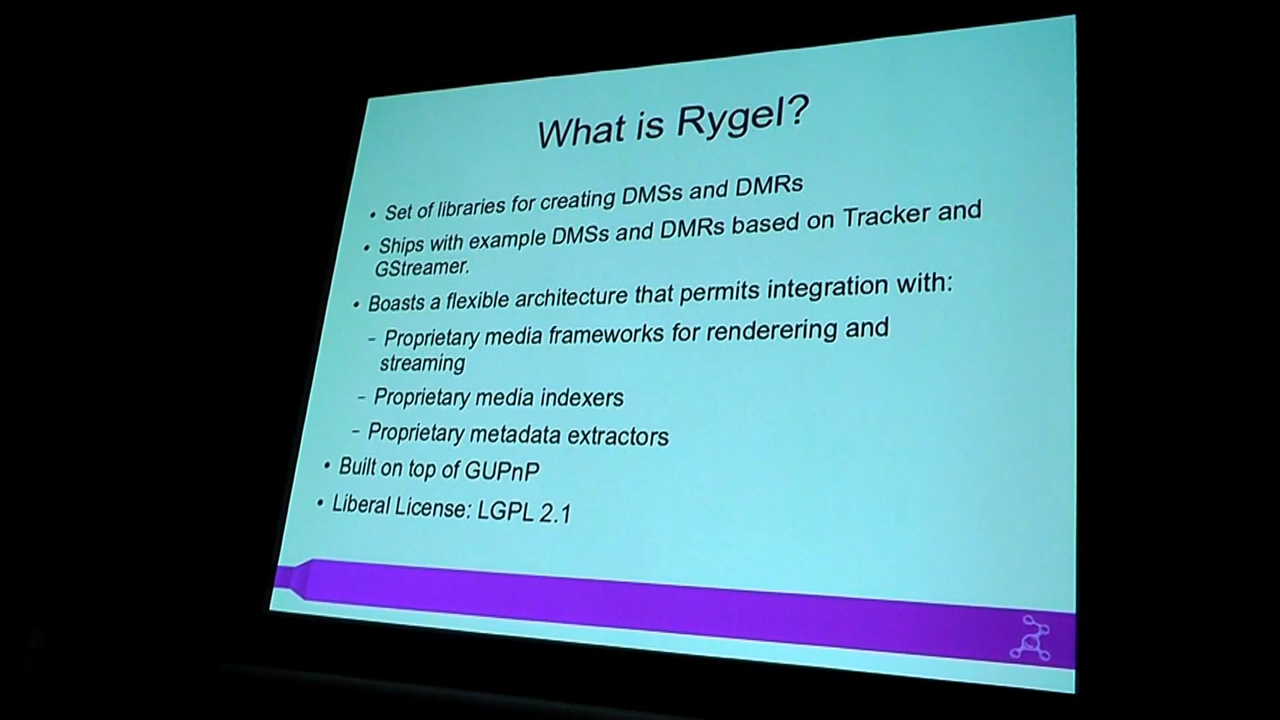 What is Rygel?
• Set of libraries for creating DMSs and DMRs
• Ships with example DMSs and DMRs based on Tracker and
GStreamer.
• Boasts a flexible architecture that permits integration with:
– Proprietary media frameworks for renderering and
streaming
– Proprietary media indexers
– Proprietary metadata extractors
• Built on top of GUPnP
• Liberal License: LGPL 2.1